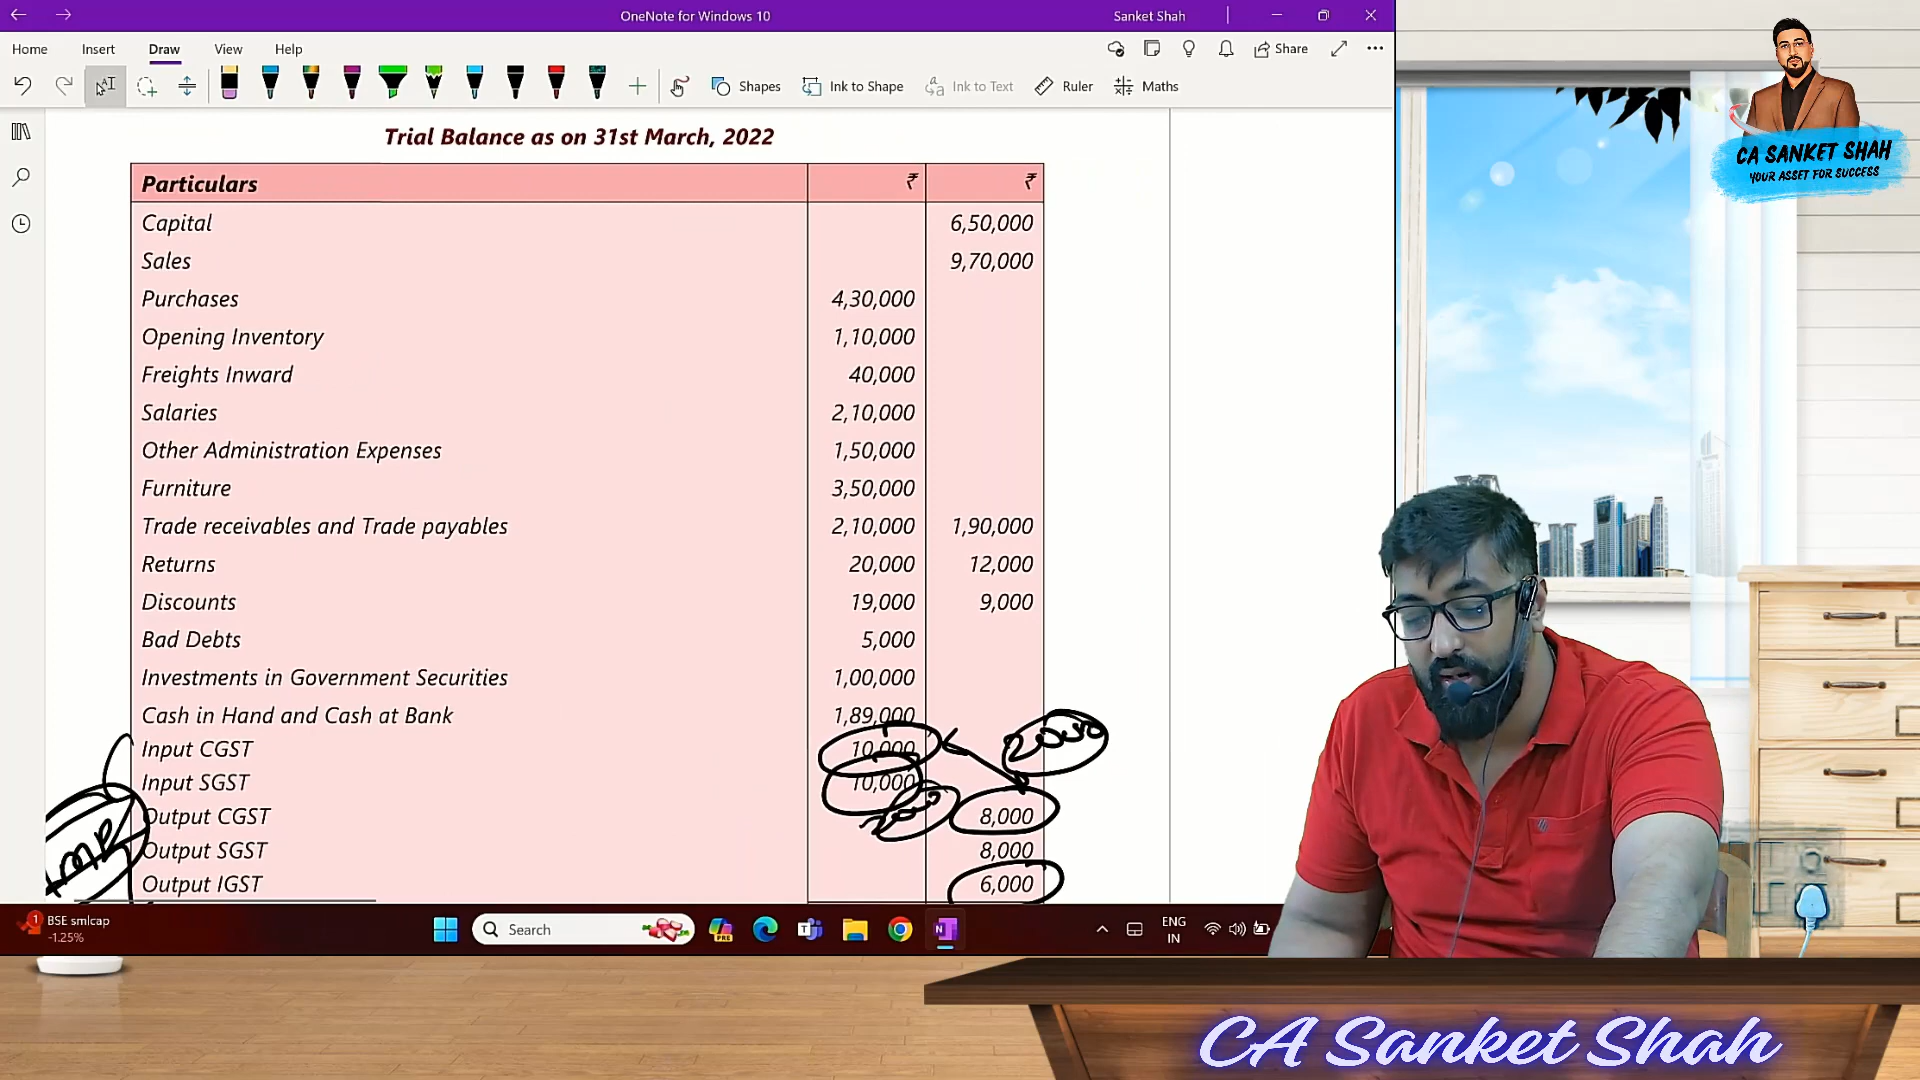 OneNote for Windows 10
Sanket Shah
Home Insert Draw View Help
Share
Shapes Ink to Shape Ink to Text Ruler Maths
Trial Balance as on 31st March, 2022
Particulars ₹ ₹
Capital 6,50,000
Sales 9,70,000
Purchases 4,30,000
Opening Inventory 1,10,000
Freights Inward 40,000
Salaries 2,10,000
Other Administration Expenses 1,50,000
Furniture 3,50,000
Trade receivables and Trade payables 2,10,000 1,90,000
Returns 20,000 12,000
Discounts 19,000 9,000
Bad Debts 5,000
Investments in Government Securities 1,00,000
Cash in Hand and Cash at Bank 1,89,000
Input CGST 10,000 2000
Input SGST 10,000
Output CGST 2000 8,000
Output SGST 8,000
Output IGST 6,000
IMP
1
BSE smlcap
-1.25%
Search
PRE
ENG
IN
CA SANKET SHAH
YOUR ASSET FOR SUCCESS
CA Sanket Shah